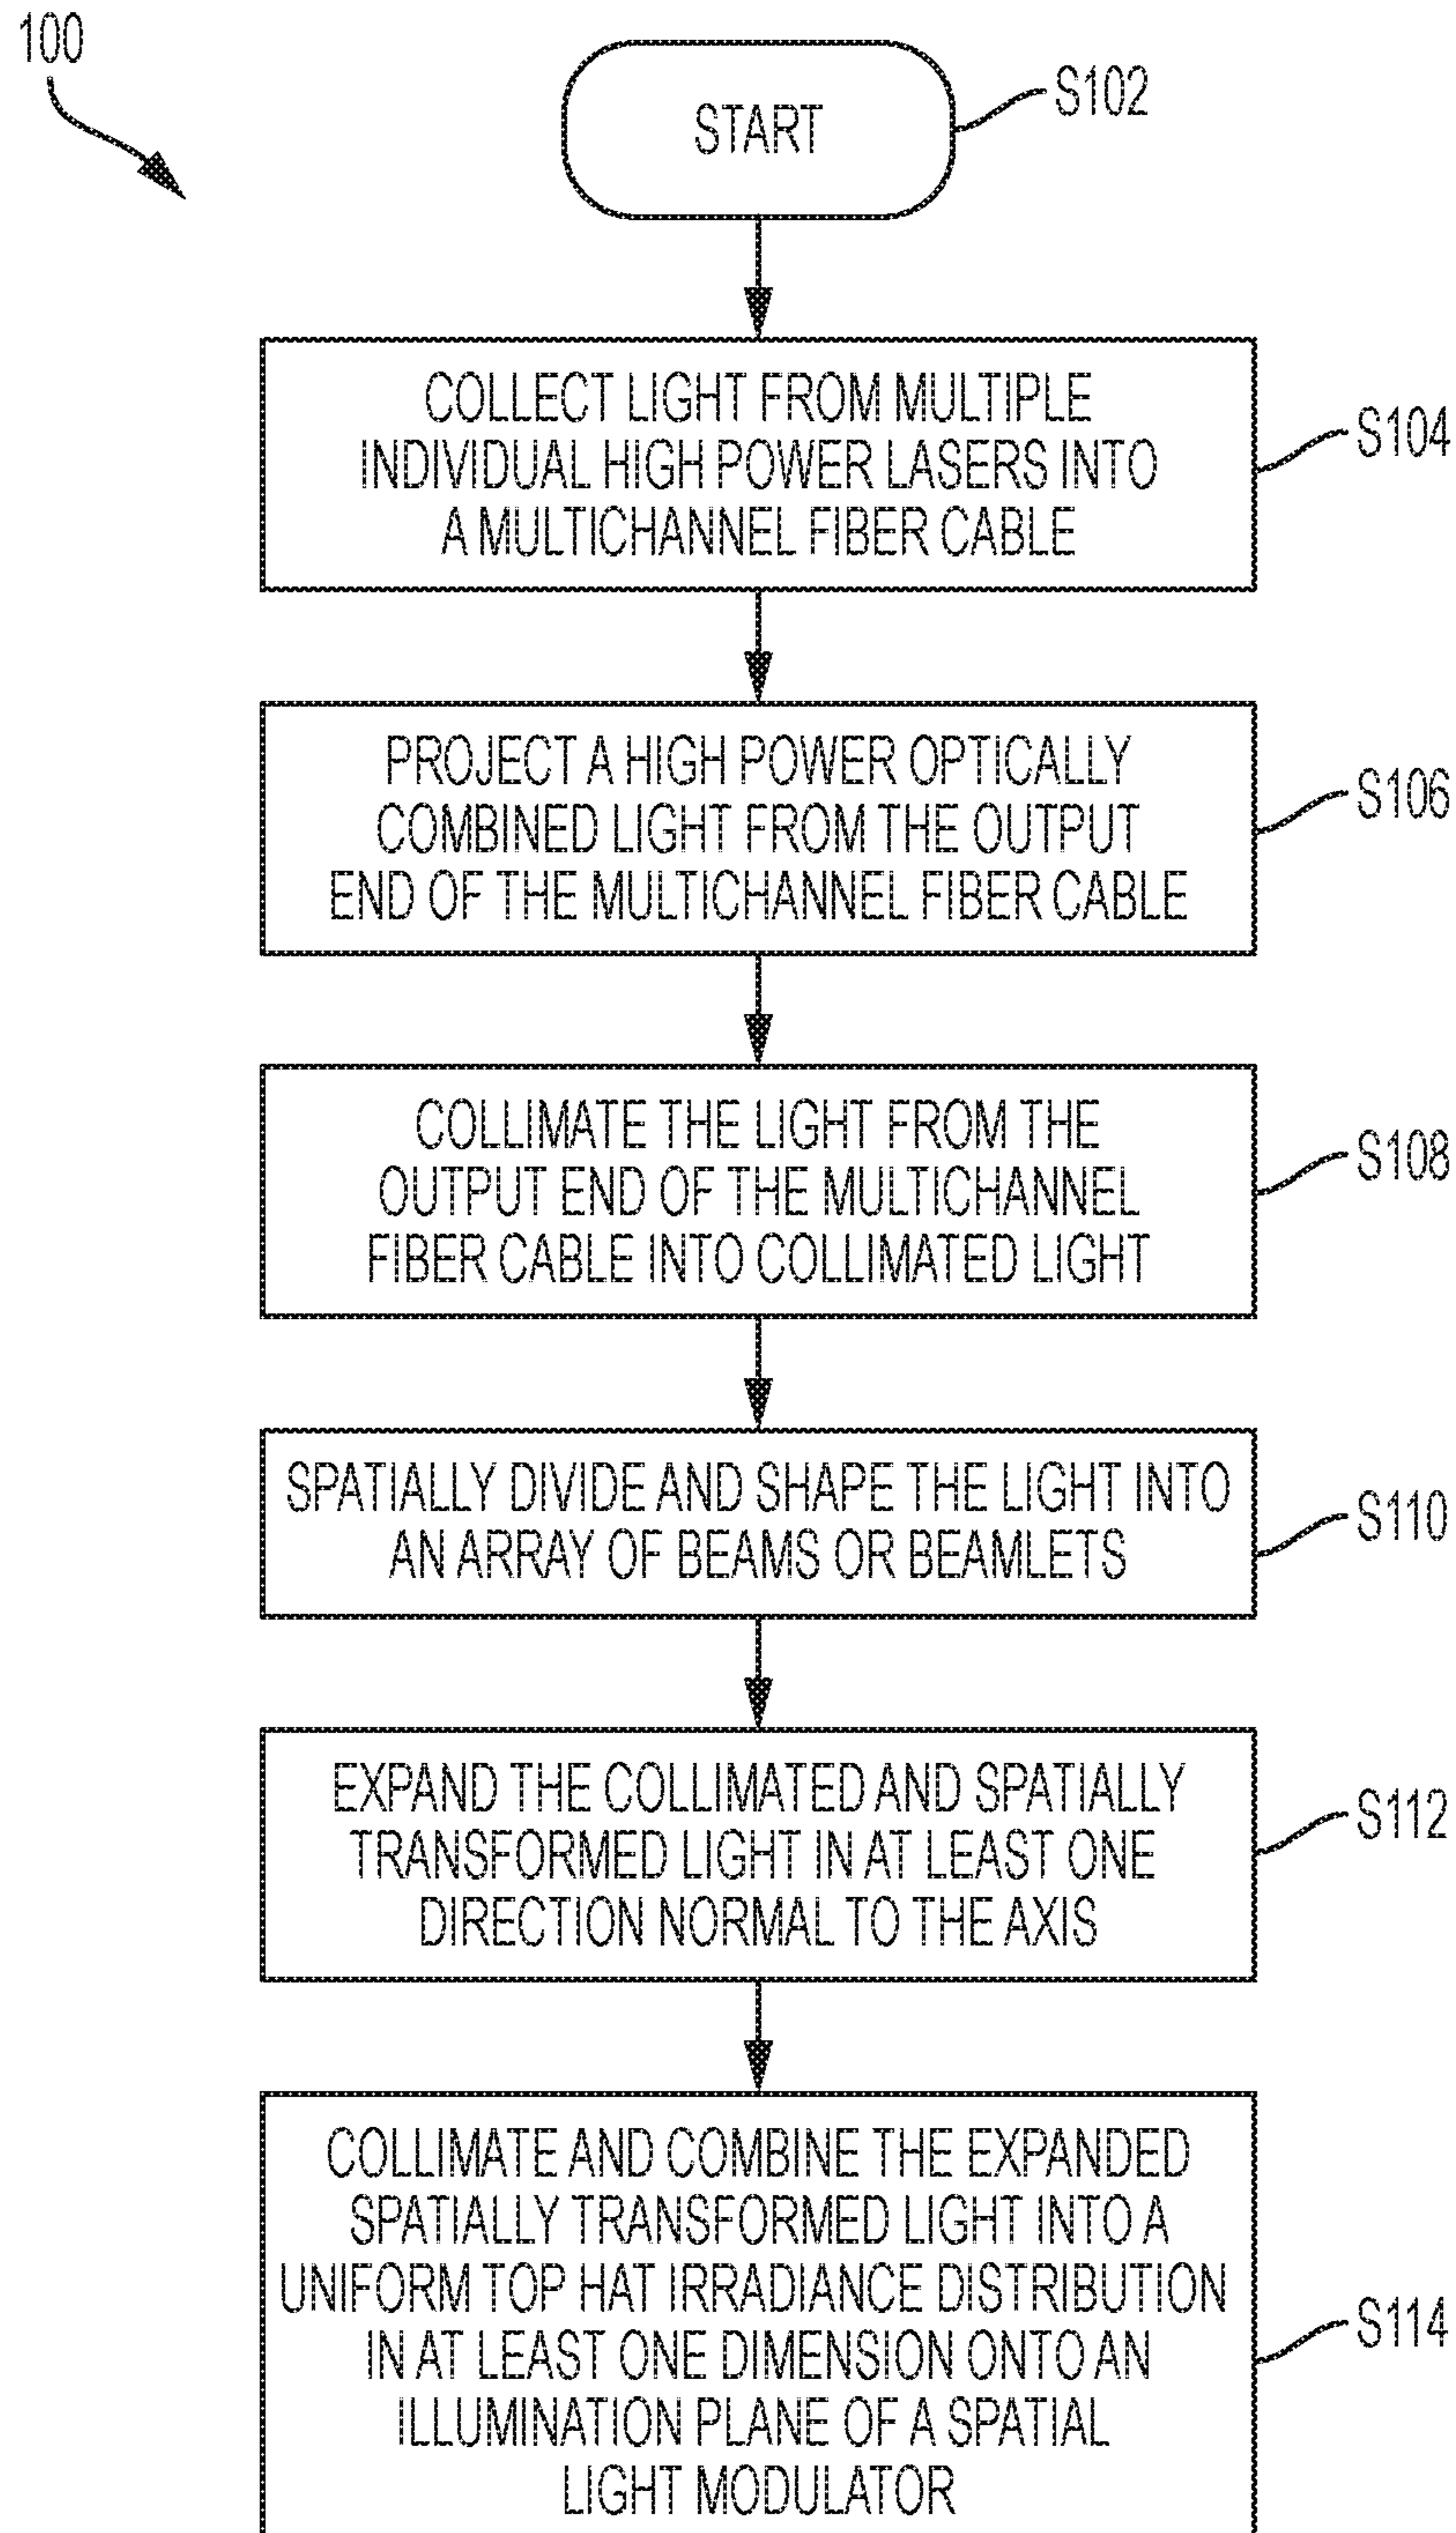 100
START
S102
COLLECT LIGHT FROM MULTIPLE
INDIVIDUAL HIGH POWER LASERS INTO
A MULTICHANNEL FIBER CABLE
S104
PROJECT A HIGH POWER OPTICALLY
COMBINED LIGHT FROM THE OUTPUT
END OF THE MULTICHANNEL FIBER CABLE
S106
COLLIMATE THE LIGHT FROM THE
OUTPUT END OF THE MULTICHANNEL
FIBER CABLE INTO COLLIMATED LIGHT
S108
SPATIALLY DIVIDE AND SHAPE THE LIGHT INTO
AN ARRAY OF BEAMS OR BEAMLETS
S110
EXPAND THE COLLIMATED AND SPATIALLY
TRANSFORMED LIGHT IN AT LEAST ONE
DIRECTION NORMAL TO THE AXIS
S112
COLLIMATE AND COMBINE THE EXPANDED
SPATIALLY TRANSFORMED LIGHT INTO A
UNIFORM TOP HAT IRRADIANCE DISTRIBUTION
IN AT LEAST ONE DIMENSION ONTO AN
ILLUMINATION PLANE OF A SPATIAL
LIGHT MODULATOR
S114